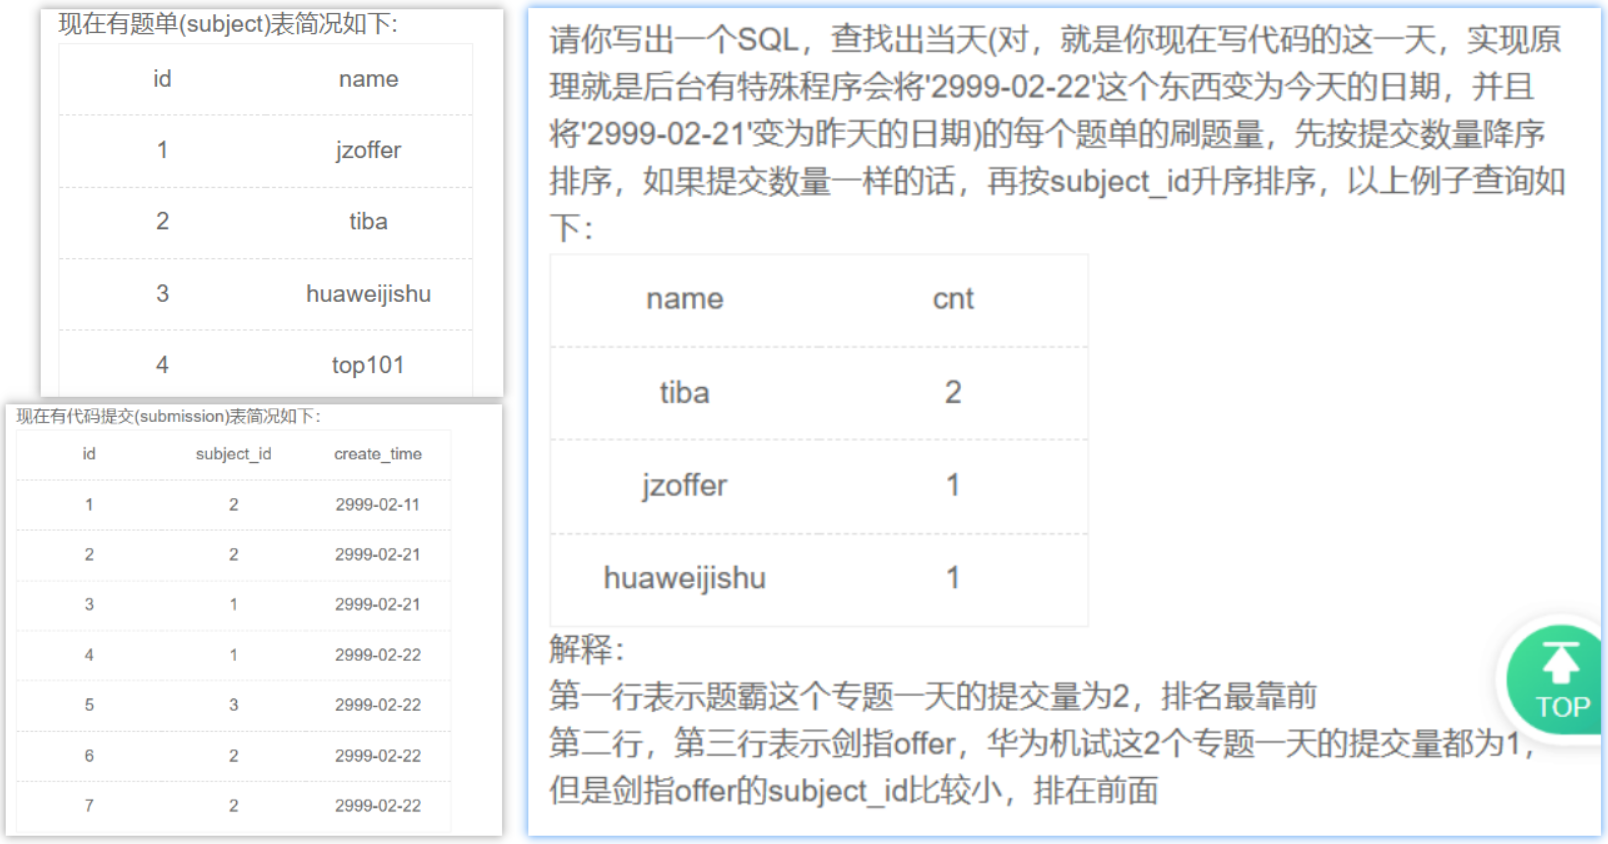 现在有题单(subject)表简况如下:
id name
1 jzoffer
2 tiba
3 huaweijishu
4 top101
现在有代码提交(submission)表简况如下:
id subject_id create_time
1 2 2999-02-11
2 2 2999-02-21
3 1 2999-02-21
4 1 2999-02-22
5 3 2999-02-22
6 2 2999-02-22
7 2 2999-02-22
请你写出一个SQL，查找出当天(对，就是你现在写代码的这一天，实现原
理就是后台有特殊程序会将'2999-02-22'这个东西变为今天的日期，并且
将'2999-02-21'变为昨天的日期)的每个题单的刷题量，先按提交数量降序
排序，如果提交数量一样的话，再按subject_id升序排序，以上例子查询如
下：
name cnt
tiba 2
jzoffer 1
huaweijishu 1
解释：
第一行表示题霸这个专题一天的提交量为2，排名最靠前
第二行，第三行表示剑指offer，华为机试这2个专题一天的提交量都为1，
但是剑指offer的subject_id比较小，排在前面
TOP